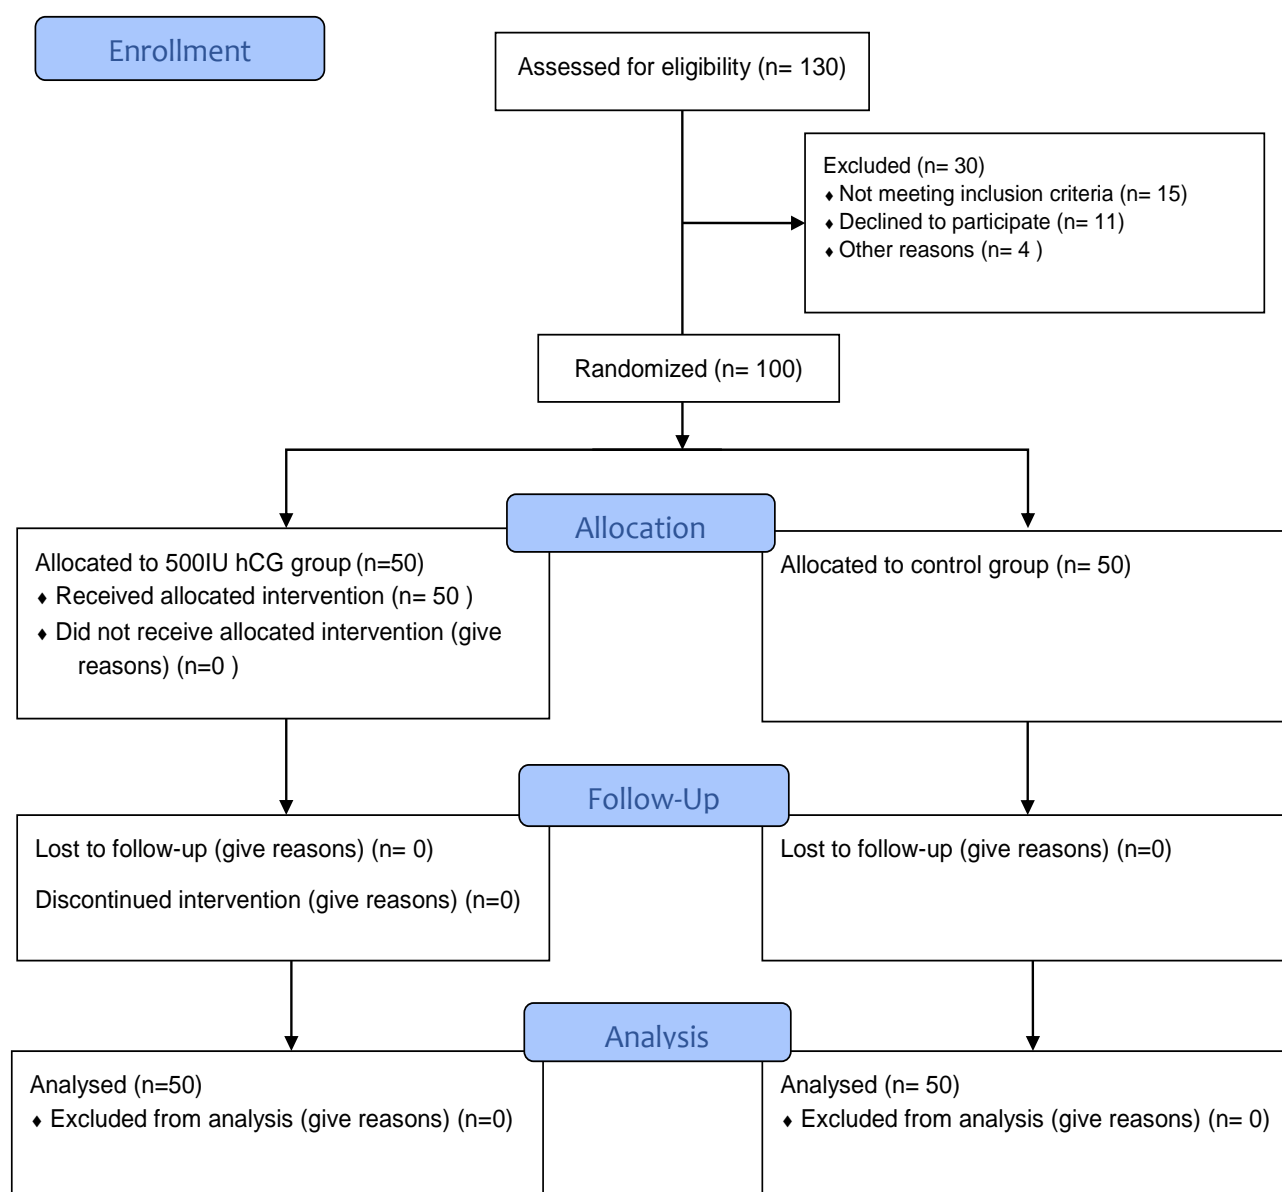 Enrollment
Assessed for eligibility (n= 130)
Excluded (n= 30)
♦ Not meeting inclusion criteria (n= 15)
♦ Declined to participate (n= 11)
♦ Other reasons (n= 4 )
Randomized (n= 100)
Allocation
Allocated to 500IU hCG group (n=50)
♦ Received allocated intervention (n= 50 )
♦ Did not receive allocated intervention (give
reasons) (n=0 )
Allocated to control group (n= 50)
Follow-Up
Lost to follow-up (give reasons) (n= 0)
Discontinued intervention (give reasons) (n=0)
Lost to follow-up (give reasons) (n=0)
Analysis
Analysed (n=50)
♦ Excluded from analysis (give reasons) (n=0)
Analysed (n= 50)
♦ Excluded from analysis (give reasons) (n= 0)